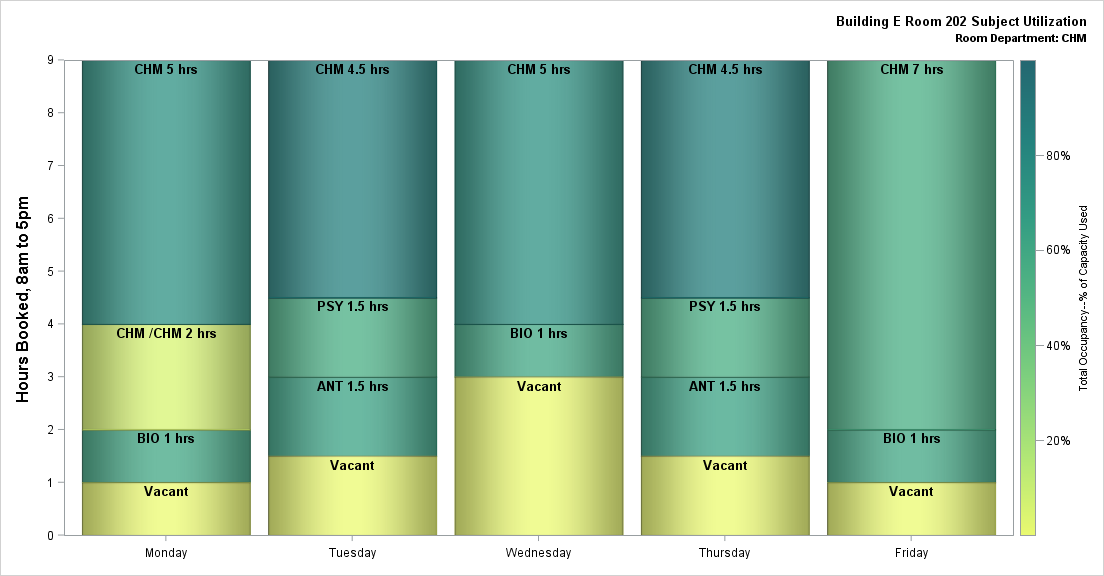 Building E Room 202 Subject Utilization
Room Department: CHM
Hours Booked, 8am to 5pm
9
8
7
6
5
4
3
2
1
0
CHM 5 hrs
CHM /CHM 2 hrs
BIO 1 hrs
Vacant
CHM 4.5 hrs
PSY 1.5 hrs
ANT 1.5 hrs
Vacant
CHM 5 hrs
BIO 1 hrs
Vacant
CHM 4.5 hrs
PSY 1.5 hrs
ANT 1.5 hrs
Vacant
CHM 7 hrs
BIO 1 hrs
Vacant
Monday
Tuesday
Wednesday
Thursday
Friday
80%
60%
40%
20%
Total Occupancy--% of Capacity Used